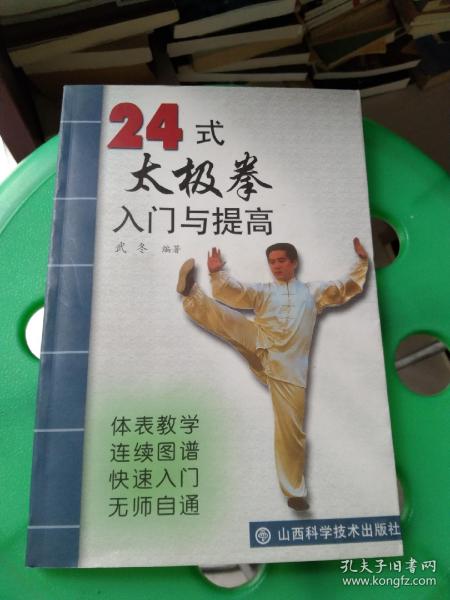 24式
太极拳
入门与提高
武冬 编著
体表教学
连续图谱
快速入门
无师自通
山西科学技术出版社
孔夫子旧书网
www.kongfz.com